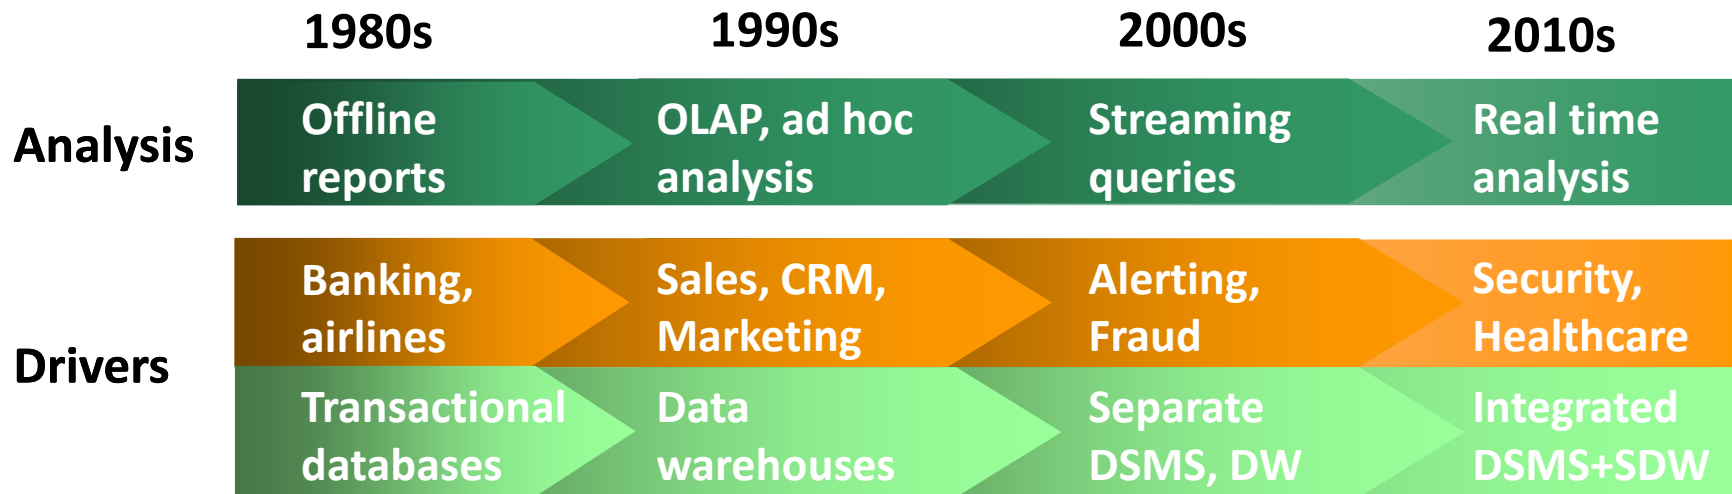 1980s
1990s
2000s
2010s
Analysis
Offline
reports
OLAP, ad hoc
analysis
Streaming
queries
Real time
analysis
Drivers
Banking,
airlines
Sales, CRM,
Marketing
Alerting,
Fraud
Security,
Healthcare
Transactional
databases
Data
warehouses
Separate
DSMS, DW
Integrated
DSMS+SDW